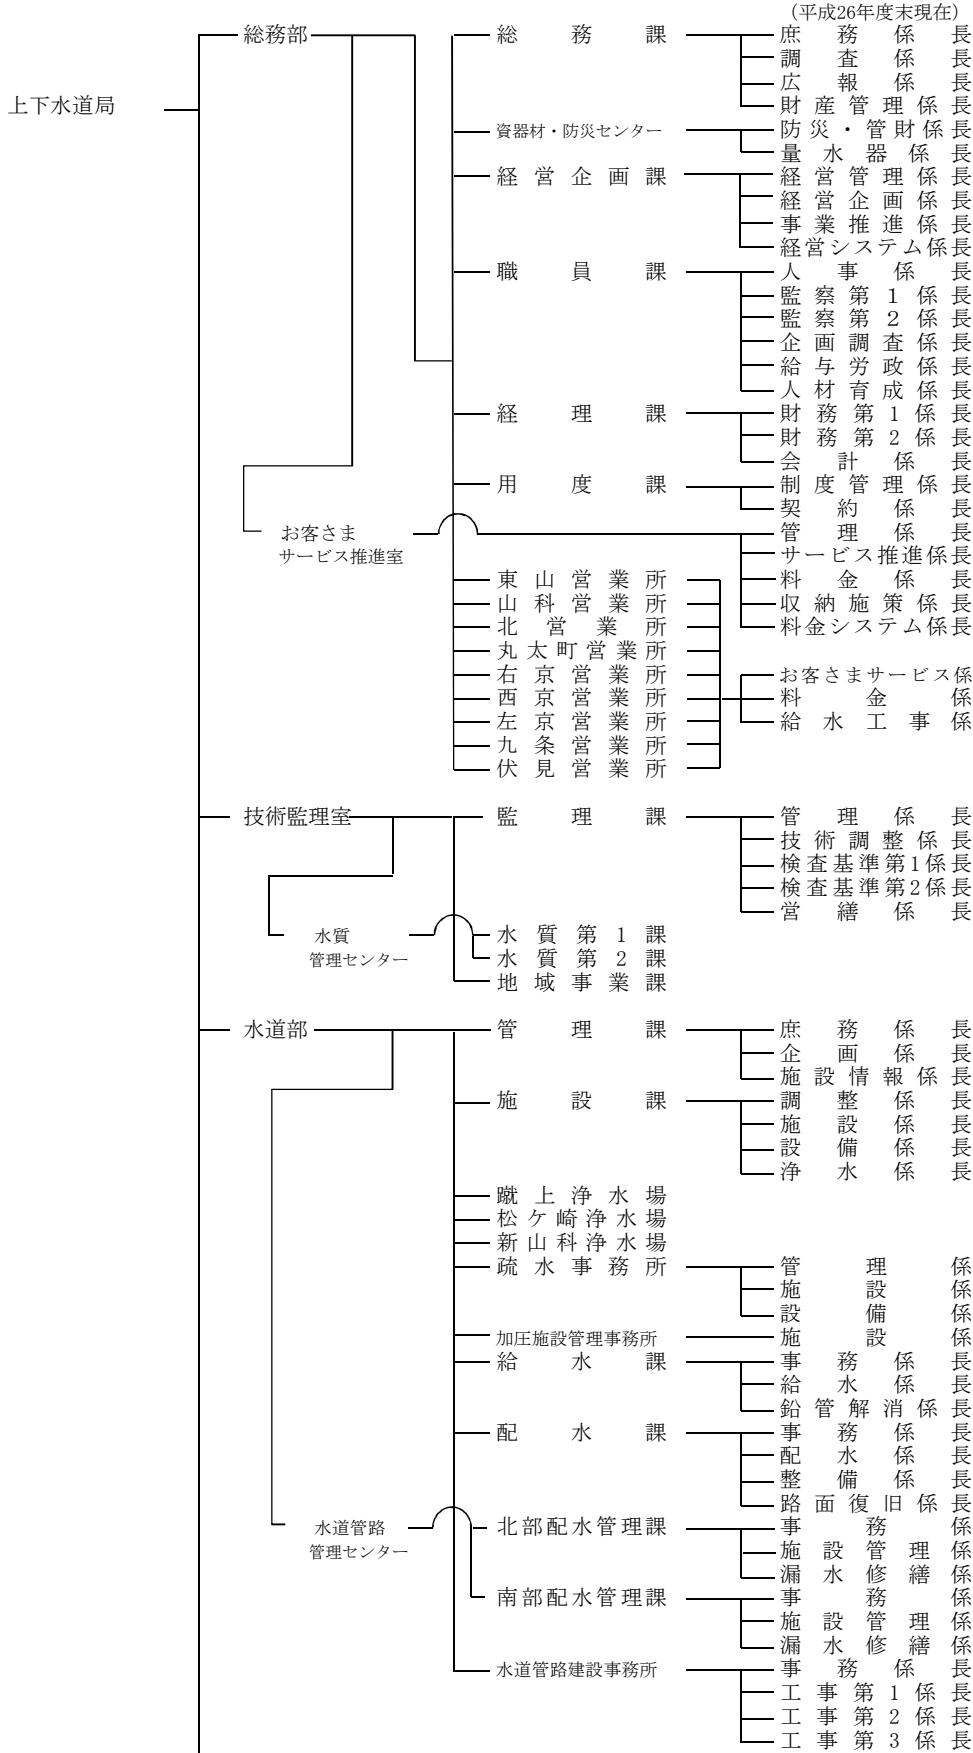 (平成26年度末現在)
総務部 総務課 庶務係長
調査係長
広報係長
上下水道局 財産管理係長
資器材・防災センター 防災・管財係長
量水器係長
経営企画課 経営管理係長
経営企画係長
事業推進係長
経営システム係長
職員課 人事係長
監察第1係長
監察第2係長
企画調査係長
給与労政係長
人材育成係長
経理課 財務第1係長
財務第2係長
会計係長
用度課 制度管理係長
契約係長
お客さま 管理係長
サービス推進室 サービス推進係長
東山営業所 料金係長
山科営業所 収納施策係長
北営業所 料金システム係長
丸太町営業所
右京営業所 お客さまサービス係
西京営業所 料金係
左京営業所 給水工事係
九条営業所
伏見営業所
技術監理室 監理課 管理係長
技術調整係長
検査基準第1係長
検査基準第2係長
営繕係長
水質 水質第1課
管理センター 水質第2課
地域事業課
水道部 管理課 庶務係長
企画係長
施設情報係長
施設課 調整係長
施設係長
設備係長
浄水係長
蹴上浄水場
松ケ崎浄水場
新山科浄水場
疏水事務所 管理係
施設係
設備係
加圧施設管理事務所 施設係
給水課 事務係長
給水係長
鉛管解消係長
配水課 事務係長
配水係長
整備係長
路面復旧係長
水道管路 北部配水管理課 事務係
管理センター 施設管理係
漏水修繕係
南部配水管理課 事務係
施設管理係
漏水修繕係
水道管路建設事務所 事務係長
工事第1係長
工事第2係長
工事第3係長